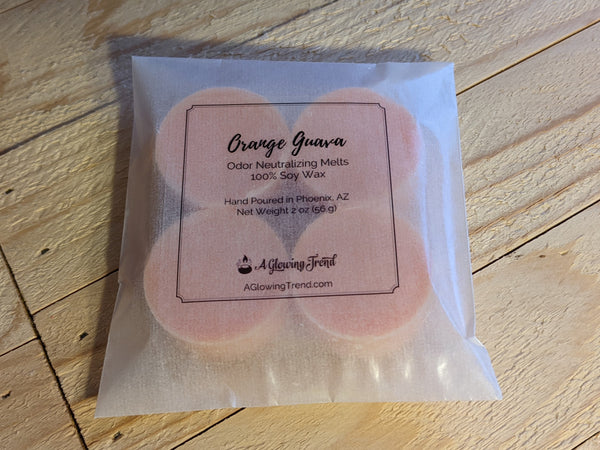 Orange Guava
Odor Neutralizing Melts
100% Soy Wax
Hand Poured in Phoenix, AZ
Net Weight 2 oz (56 g)
A Glowing Trend
AGlowingTrend.com